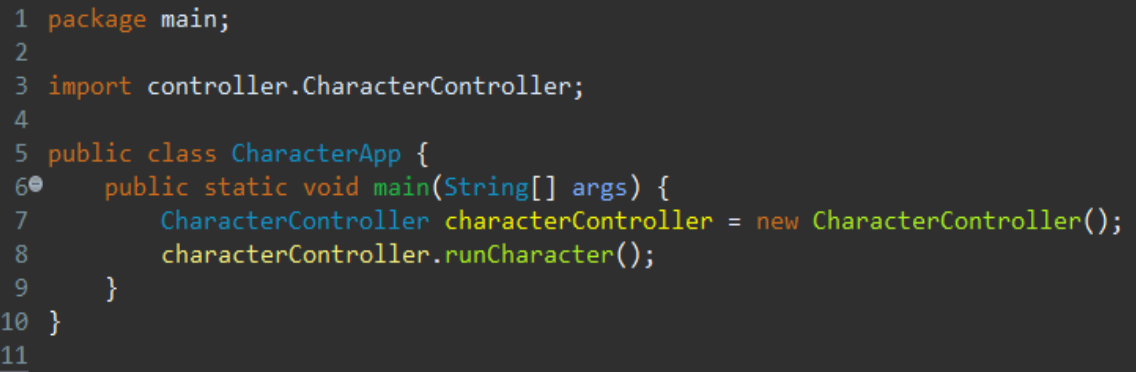 1 package main;
2
3 import controller.CharacterController;
4
5 public class CharacterApp {
6     public static void main(String[] args) {
7         CharacterController characterController = new CharacterController();
8         characterController.runCharacter();
9     }
10 }
11